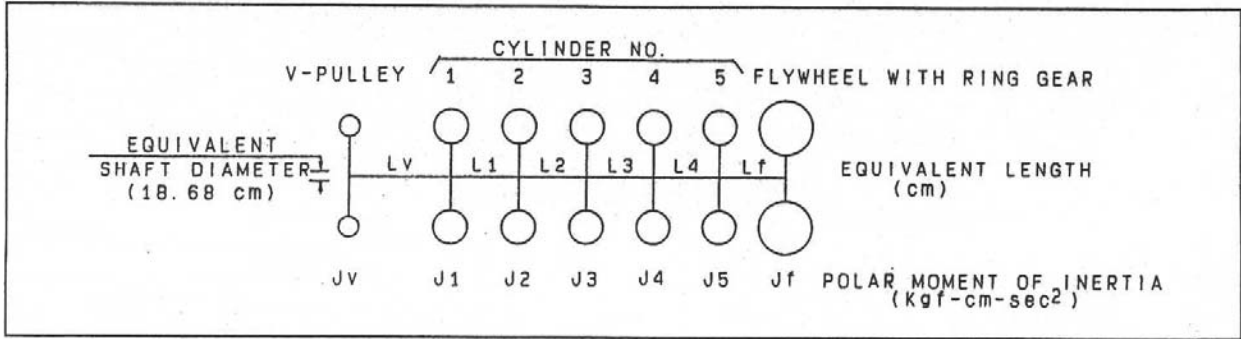 CYLINDER NO.
V-PULLEY 1 2 3 4 5 FLYWHEEL WITH RING GEAR
EQUIVALENT
SHAFT DIAMETER
(18.68 cm)
Lv L1 L2 L3 L4 Lf
EQUIVALENT LENGTH
(cm)
Jv J1 J2 J3 J4 J5 Jf POLAR MOMENT OF INERTIA
(Kgf-cm-sec²)